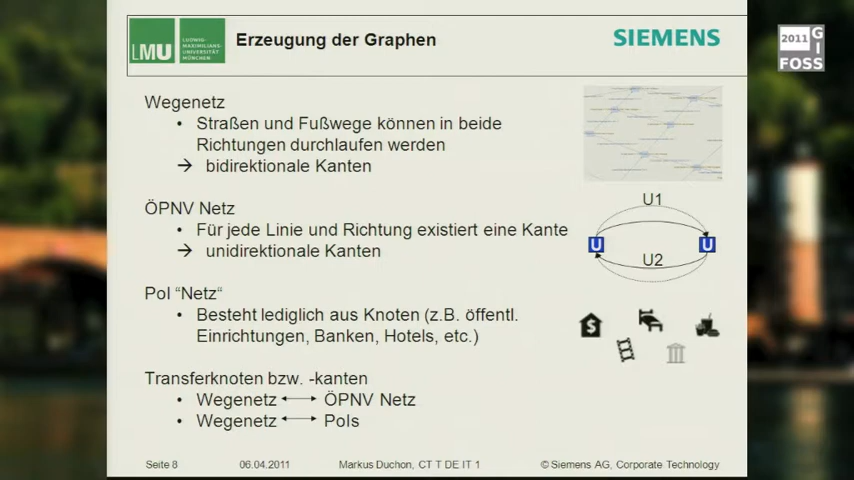 LMU
LUDWIG-
MAXIMILIANS-
UNIVERSITÄT
MÜNCHEN
Erzeugung der Graphen
SIEMENS
2011
GI
FOSS
Wegenetz
• Straßen und Fußwege können in beide
Richtungen durchlaufen werden
→ bidirektionale Kanten
ÖPNV Netz
• Für jede Linie und Richtung existiert eine Kante
→ unidirektionale Kanten
U1
U
U
U2
PoI “Netz“
• Besteht lediglich aus Knoten (z.B. öffentl.
Einrichtungen, Banken, Hotels, etc.)
$
Transferknoten bzw. -kanten
• Wegenetz ↔ ÖPNV Netz
• Wegenetz ↔ PoIs
Seite 8
06.04.2011
Markus Duchon, CT T DE IT 1
© Siemens AG, Corporate Technology